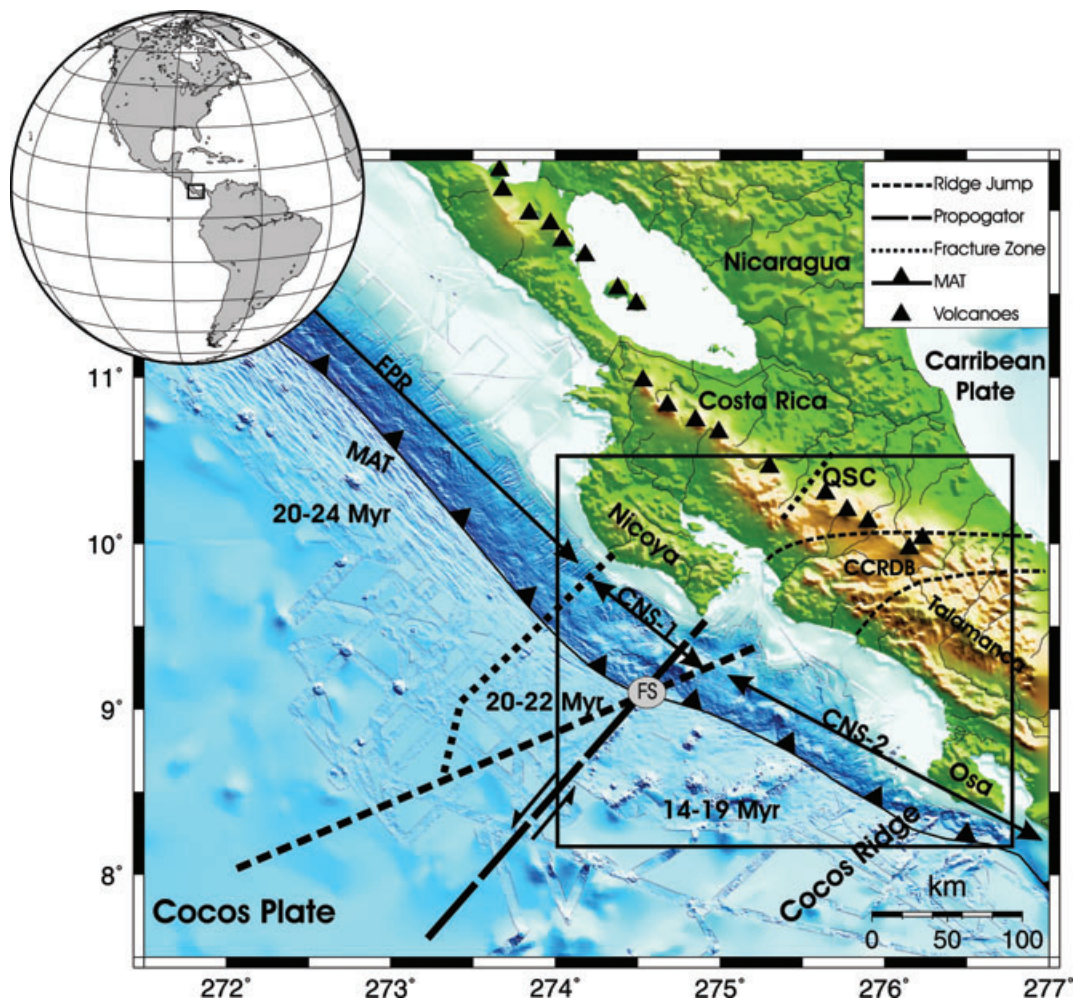 Ridge Jump
Propogator
Fracture Zone
MAT
Volcanoes
Nicaragua
Carribean
Plate
11°
EPR
Costa Rica
MAT
QSC
20-24 Myr
Nicoya
10°
CCRDB
CNS-1
Talamanca
FS
20-22 Myr
9°
CNS-2
Osa
14-19 Myr
Cocos Ridge
8°
km
Cocos Plate
0 50 100
272° 273° 274° 275° 276° 277°